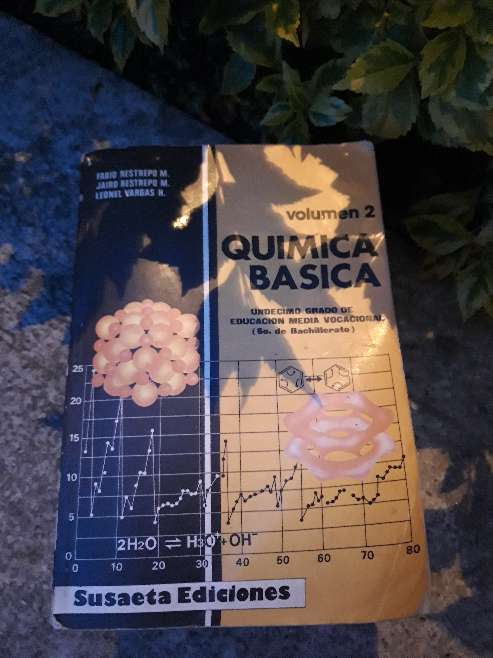 FABIO RESTREPO M.
JAIRO RESTREPO M.
LEONEL VARGAS H.
volumen 2
QUIMICA
BASICA
UNDECIMO GRADO DE
EDUCACION MEDIA VOCACIONAL
(6o. de Bachillerato)
25
20
15
10
5
0
0 10 20 30 40 50 60 70 80
2H2O ⇌ H3O⁺+OH⁻
Susaeta Ediciones